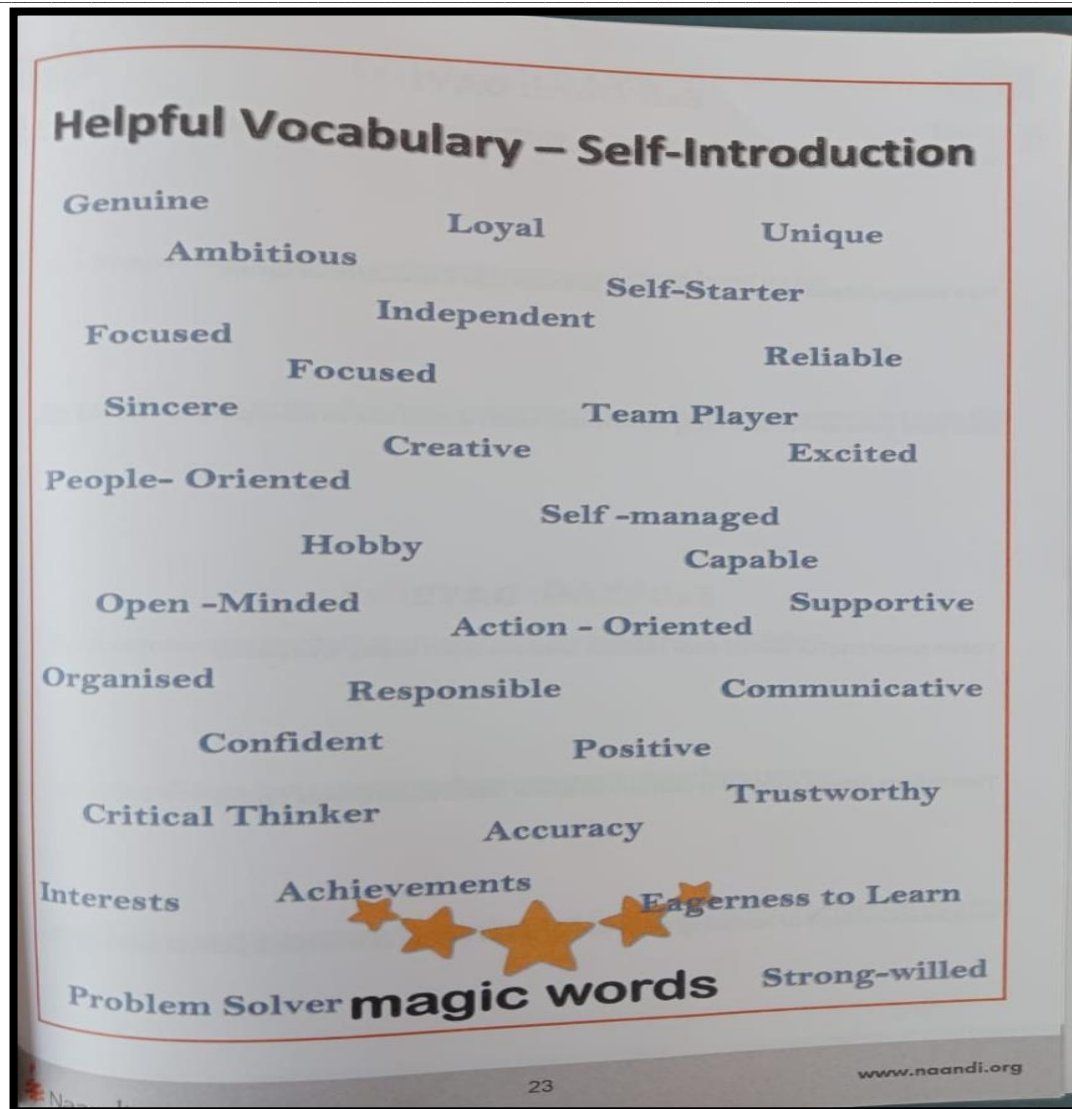 Helpful Vocabulary – Self-Introduction
Genuine
Loyal
Unique
Ambitious
Self-Starter
Independent
Focused
Reliable
Focused
Sincere
Team Player
Creative
Excited
People- Oriented
Self -managed
Hobby
Capable
Open -Minded
Supportive
Action - Oriented
Organised
Responsible
Communicative
Confident
Positive
Trustworthy
Critical Thinker
Accuracy
Interests
Achievements
Eagerness to Learn
Problem Solver
magic words
Strong-willed
23
www.naandi.org